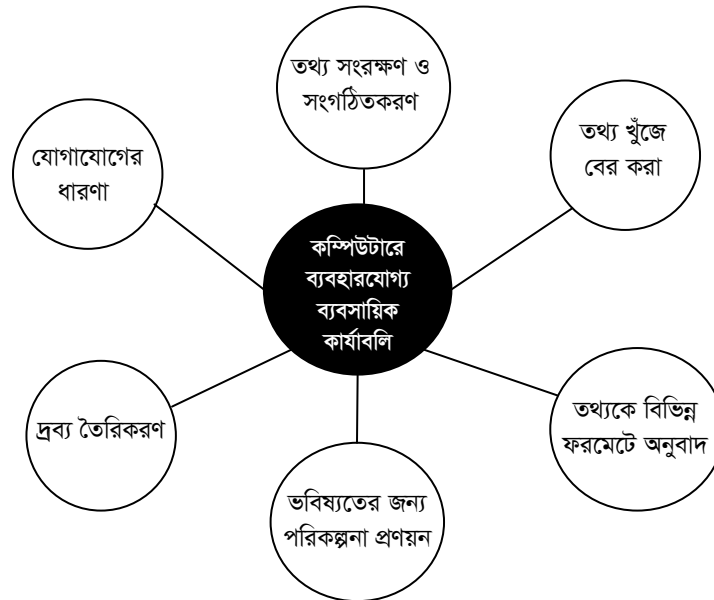 তথ্য সংরক্ষণ ও
সংগঠিতকরণ
তথ্য খুঁজে
বের করা
যোগাযোগের
ধারণা
কম্পিউটারে
ব্যবহারযোগ্য
ব্যবসায়িক
কার্যাবলি
দ্রব্য তৈরিকরণ
তথ্যকে বিভিন্ন
ফরমেটে অনুবাদ
ভবিষ্যতের জন্য
পরিকল্পনা প্রণয়ন